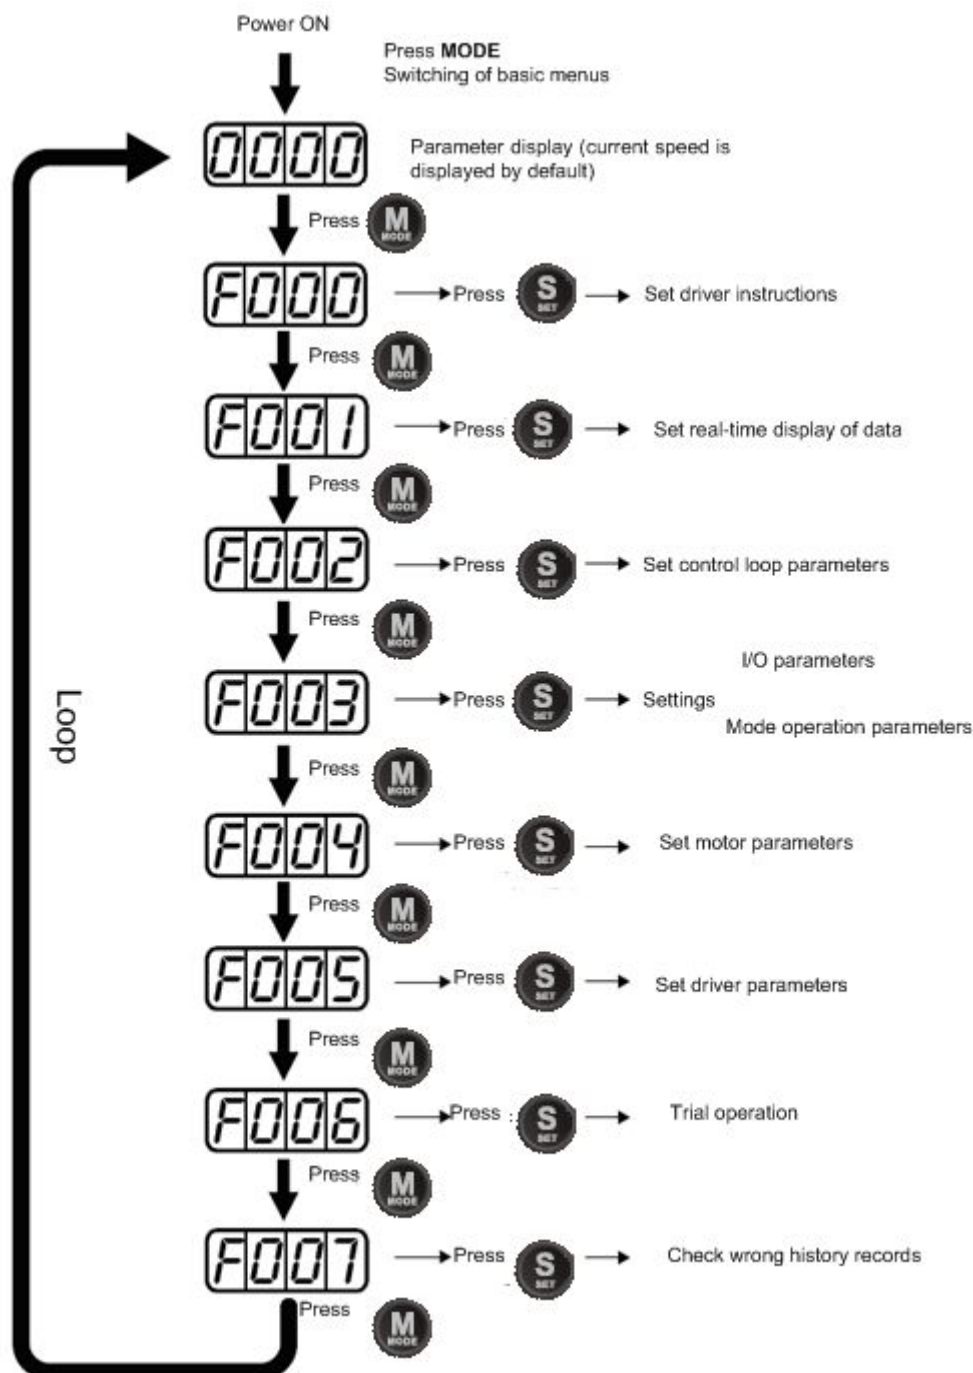 Power ON
Press MODE
Switching of basic menus
0000
Parameter display (current speed is
displayed by default)
Press M MODE
F000
Press S SET Set driver instructions
Press M MODE
F001
Press S SET Set real-time display of data
Press M MODE
F002
Press S SET Set control loop parameters
Press M MODE
I/O parameters
F003
Press S SET Settings
Mode operation parameters
Press M MODE
F004
Press S SET Set motor parameters
Press M MODE
F005
Press S SET Set driver parameters
Press M MODE
F006
Press : S SET Trial operation
Press M MODE
F007
Press S SET Check wrong history records
Press M MODE
Loop